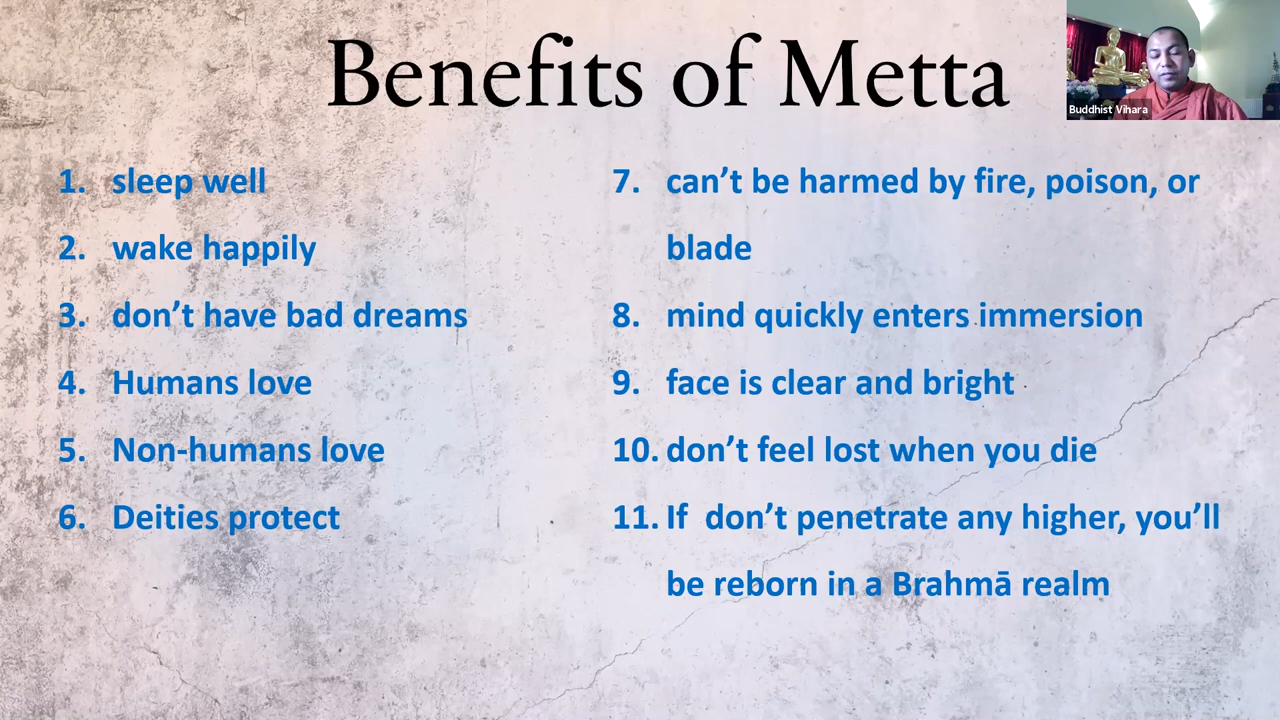 Benefits of Metta
Buddhist Vihara
1. sleep well
2. wake happily
3. don’t have bad dreams
4. Humans love
5. Non-humans love
6. Deities protect
7. can’t be harmed by fire, poison, or
blade
8. mind quickly enters immersion
9. face is clear and bright
10. don’t feel lost when you die
11. If don’t penetrate any higher, you’ll
be reborn in a Brahmā realm